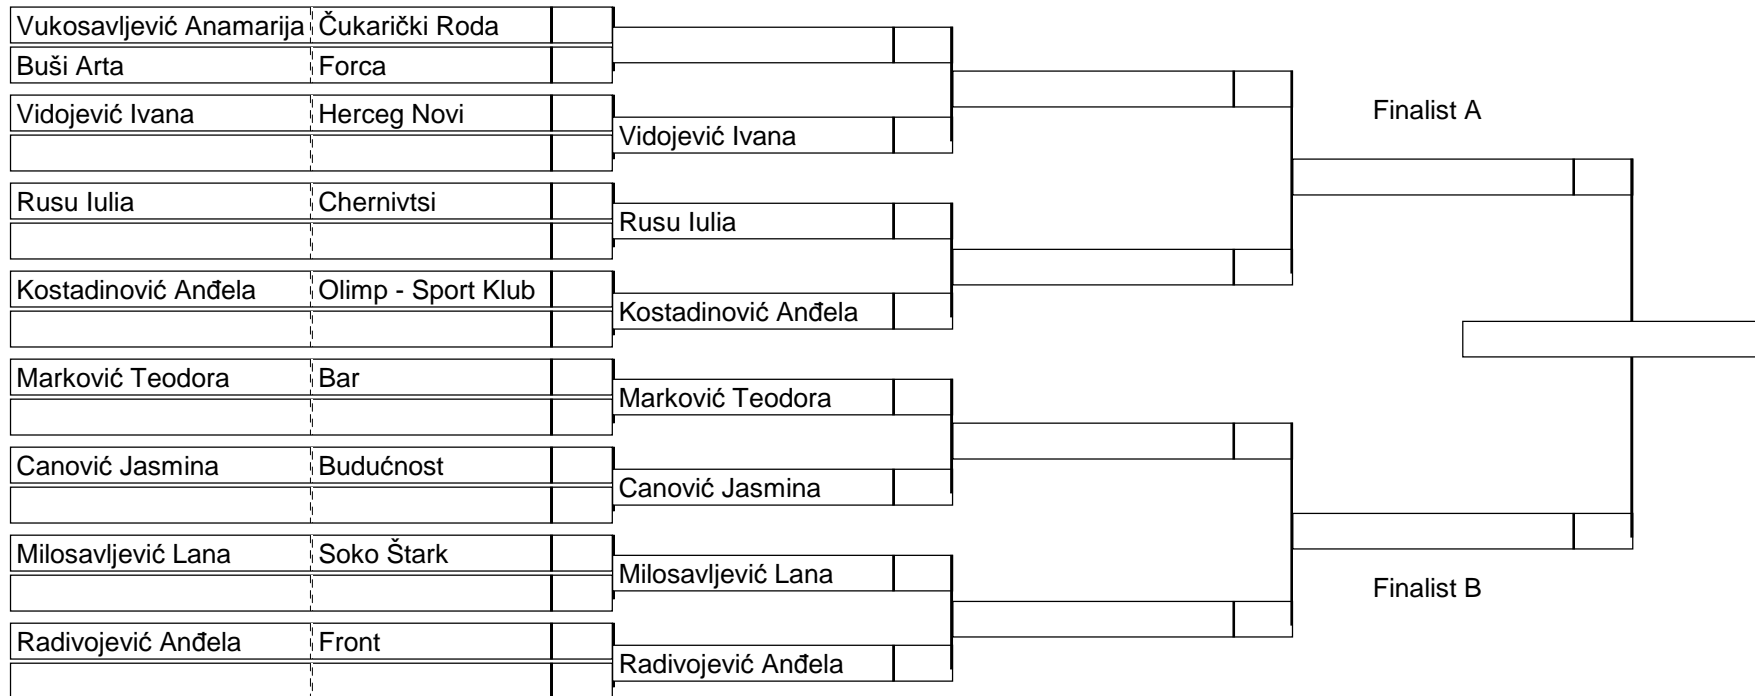 Vukosavljević Anamarija Čukarički Roda
Buši Arta Forca
Vidojević Ivana Herceg Novi
Rusu Iulia Chernivtsi
Kostadinović Anđela Olimp - Sport Klub
Marković Teodora Bar
Canović Jasmina Budućnost
Milosavljević Lana Soko Štark
Radivojević Anđela Front
Vidojević Ivana
Rusu Iulia
Kostadinović Anđela
Marković Teodora
Canović Jasmina
Milosavljević Lana
Radivojević Anđela
Finalist A
Finalist B